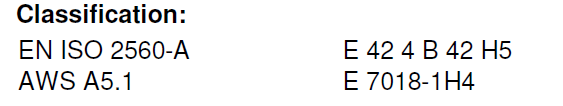 Classification:
EN ISO 2560-A E 42 4 B 42 H5
AWS A5.1 E 7018-1H4